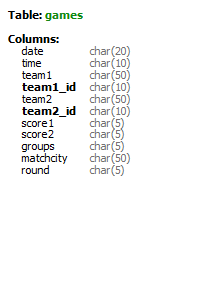 Table: games
Columns:
date char(20)
time char(10)
team1 char(50)
team1_id char(10)
team2 char(50)
team2_id char(10)
score1 char(5)
score2 char(5)
groups char(5)
matchcity char(50)
round char(5)